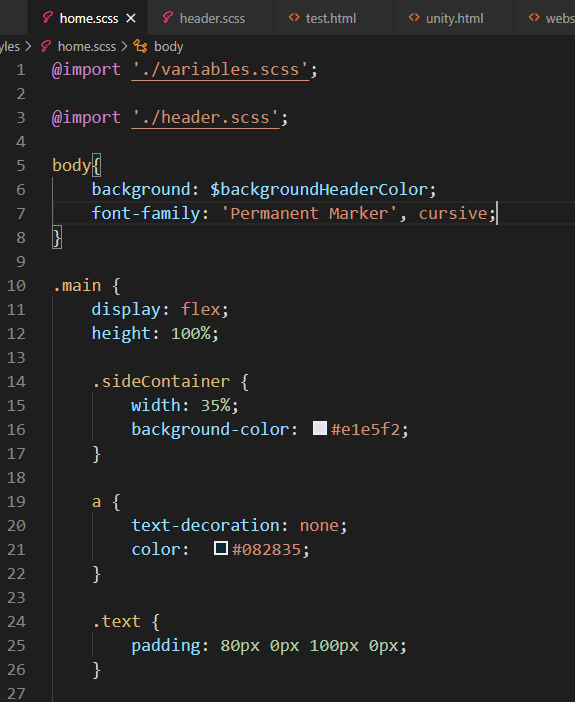 home.scss × header.scss <> test.html <> unity.html <> webs
yles > home.scss > body
1 @import './variables.scss';
2
3 @import './header.scss';
4
5 body{
6 background: $backgroundHeaderColor;
7 font-family: 'Permanent Marker', cursive;
8 }
9
10 .main {
11 display: flex;
12 height: 100%;
13
14 .sideContainer {
15 width: 35%;
16 background-color: #e1e5f2;
17 }
18
19 a {
20 text-decoration: none;
21 color: #082835;
22 }
23
24 .text {
25 padding: 80px 0px 100px 0px;
26 }
27